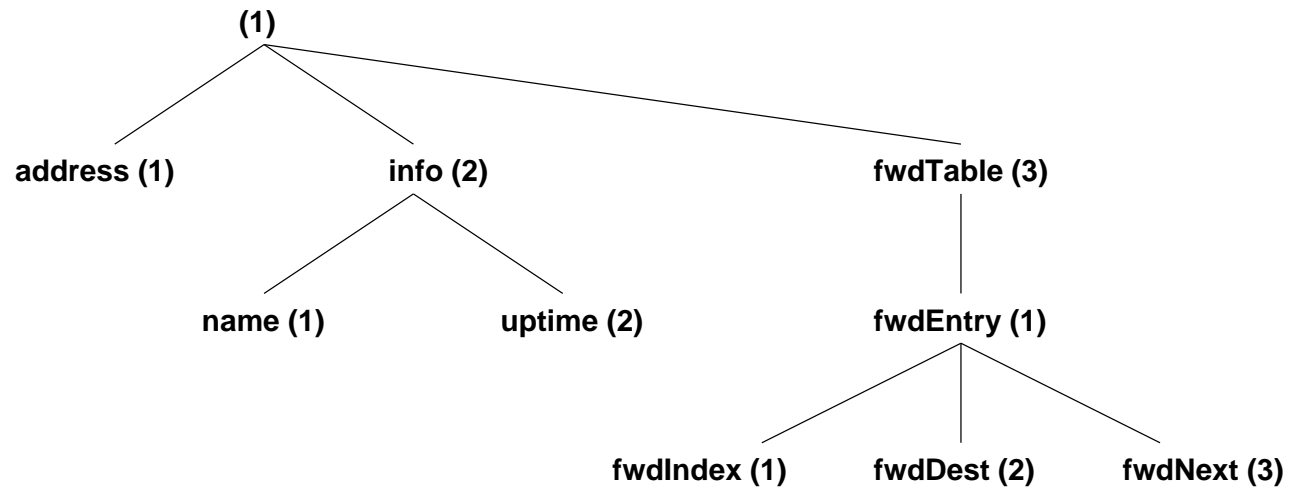 (1)
address (1) info (2) fwdTable (3)
name (1) uptime (2) fwdEntry (1)
fwdIndex (1) fwdDest (2) fwdNext (3)